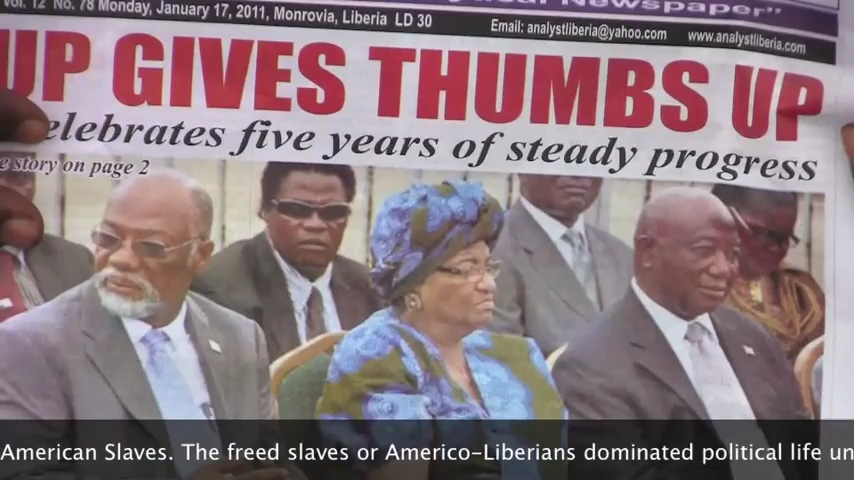 Newspaper"
Vol. 12 No. 78 Monday, January 17, 2011, Monrovia, Liberia LD 30
Email: analystliberia@yahoo.com www.analystliberia.com
UP GIVES THUMBS UP
elebrates five years of steady progress
story on page 2
American Slaves. The freed slaves or Americo-Liberians dominated political life un